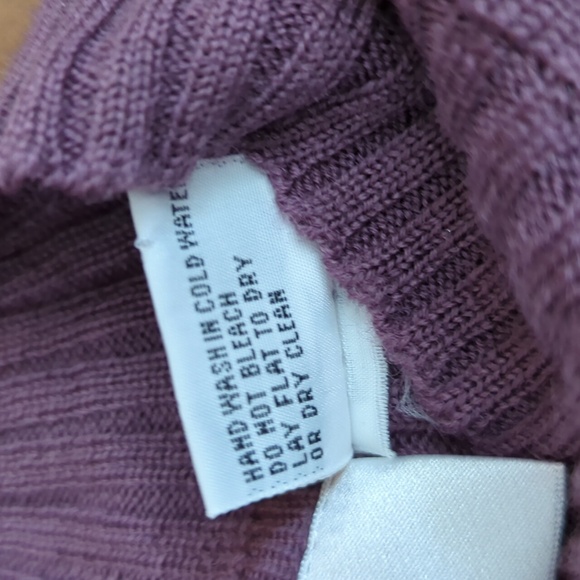 HAND WASH IN COLD WATE
DO NOT BLEACH
LAY FLAT TO DRY
OR DRY CLEAN